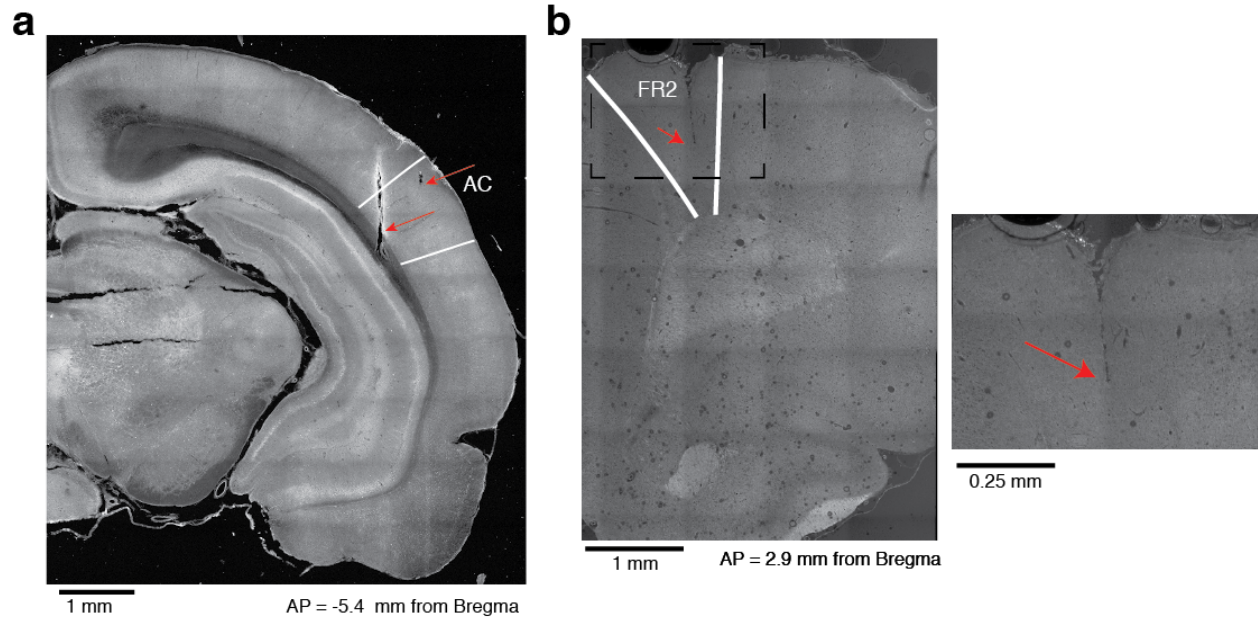 a
AC
1 mm
AP = -5.4 mm from Bregma
b
FR2
1 mm
AP = 2.9 mm from Bregma
0.25 mm